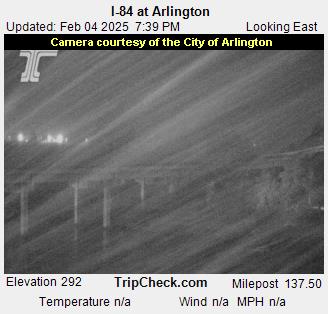 I-84 at Arlington
Updated: Feb 04 2025 7:39 PM Looking East
Camera courtesy of the City of Arlington
Elevation 292 TripCheck.com Milepost 137.50
Temperature n/a Wind n/a MPH n/a